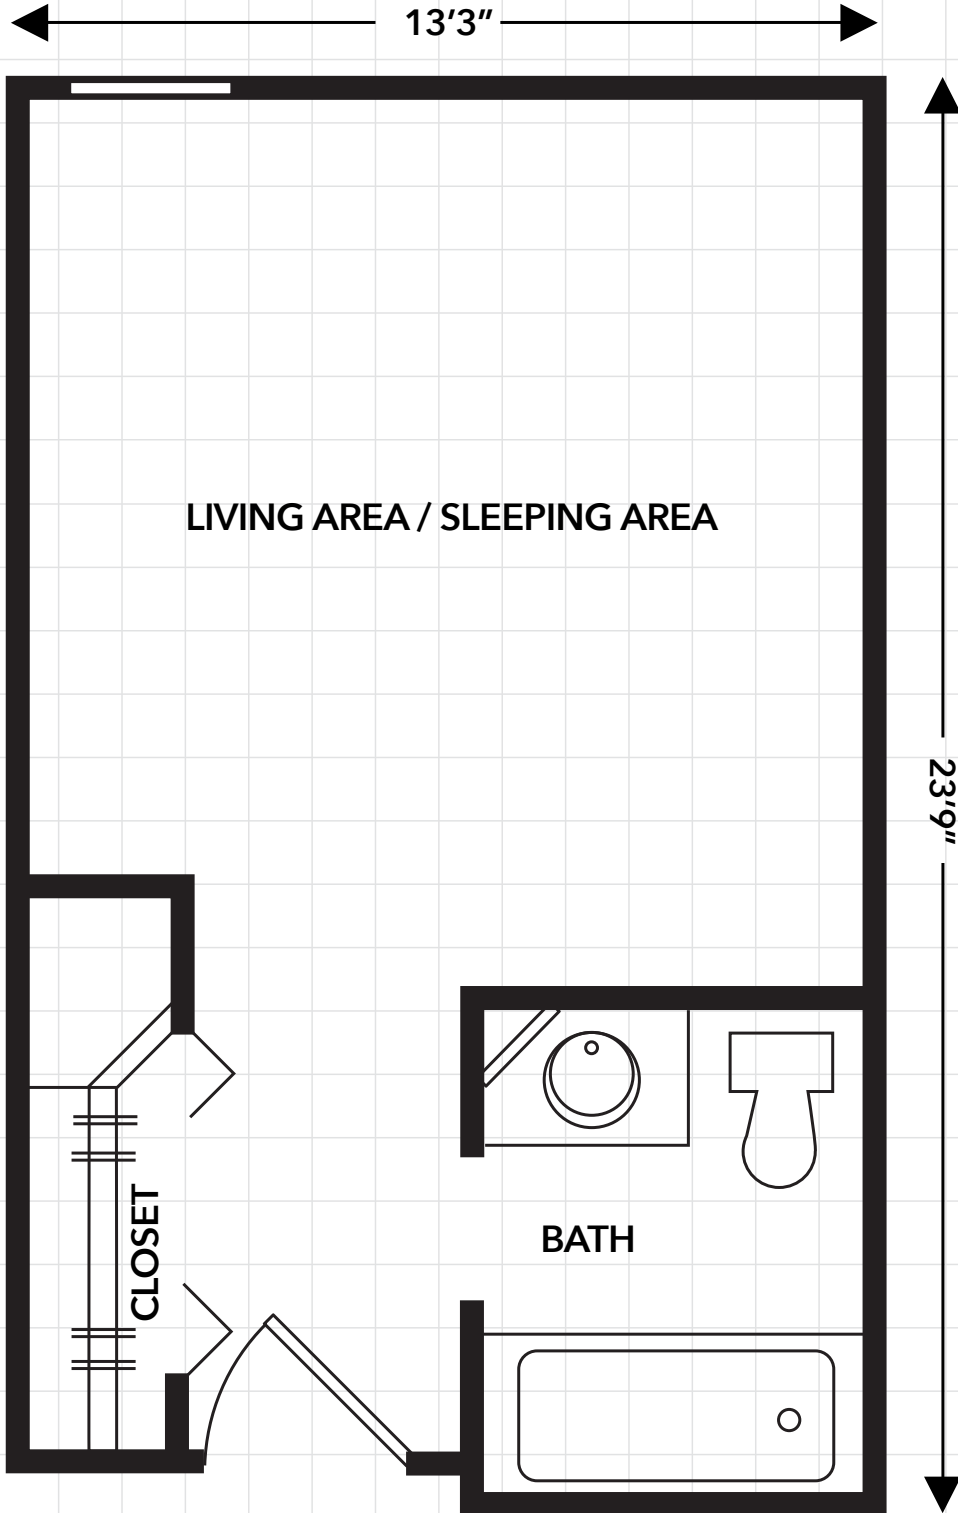 13’3”
LIVING AREA / SLEEPING AREA
23’9”
CLOSET
BATH